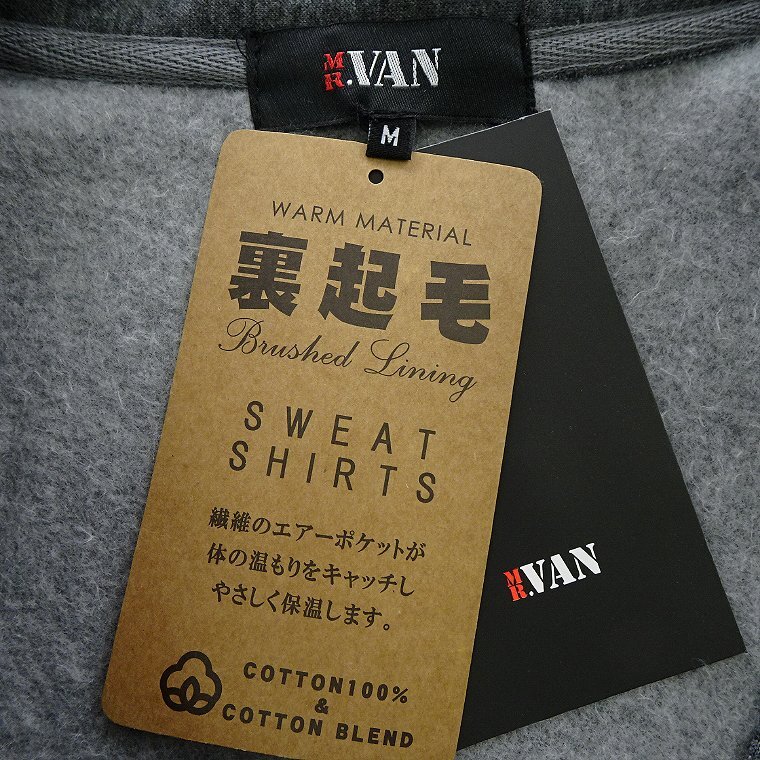 MR.VAN
M
WARM MATERIAL
裏起毛
Brushed Lining
SWEAT
SHIRTS
繊維のエアーポケットが
体の温もりをキャッチし
やさしく保温します。
COTTON100%
&
COTTON BLEND
MR.VAN